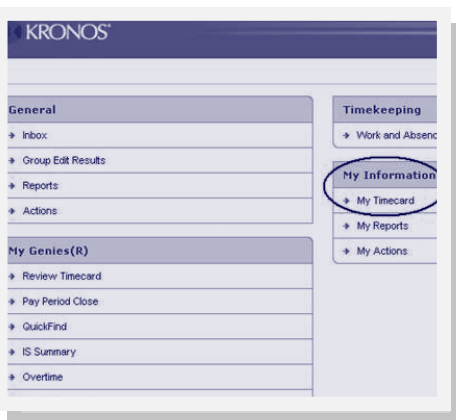 KRONOS
General
Inbox
Group Edit Results
Reports
Actions
My Genies(R)
Review Timecard
Pay Period Close
QuickFind
IS Summary
Overtime
Timekeeping
Work and Absenc
My Information
My Timecard
My Reports
My Actions